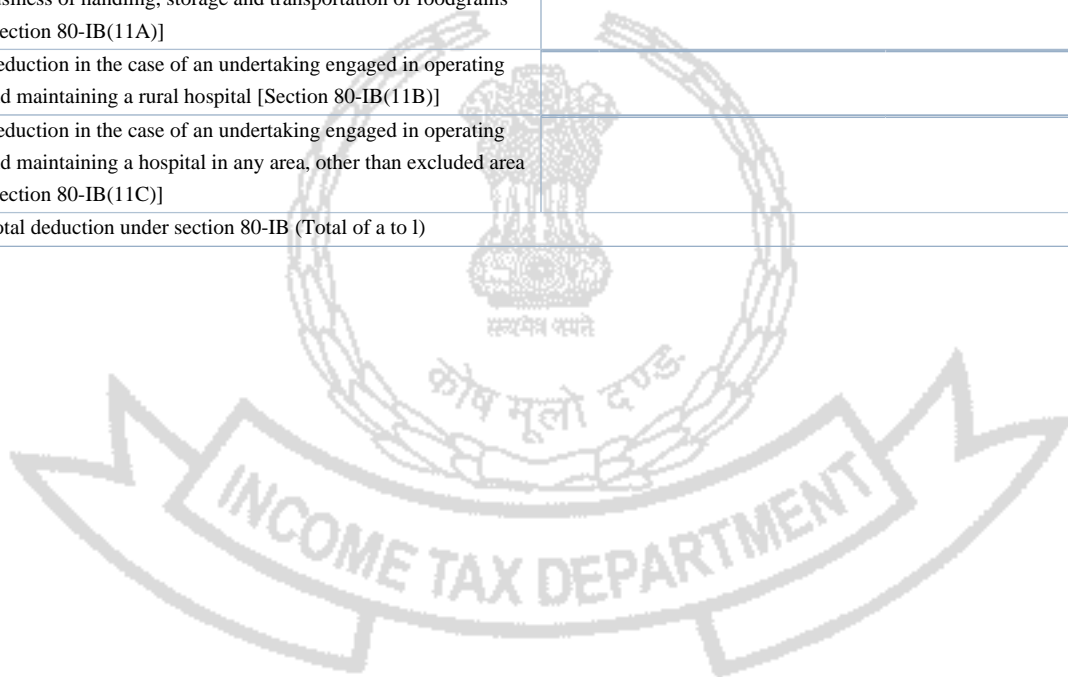 usiness of handling, storage and transportation of foodgrains
ection 80-IB(11A)]
eduction in the case of an undertaking engaged in operating
d maintaining a rural hospital [Section 80-IB(11B)]
eduction in the case of an undertaking engaged in operating
d maintaining a hospital in any area, other than excluded area
ection 80-IB(11C)]
otal deduction under section 80-IB (Total of a to l)
सत्यमेव जयते
कोष मूलो दण्ड:
INCOME TAX DEPARTMENT